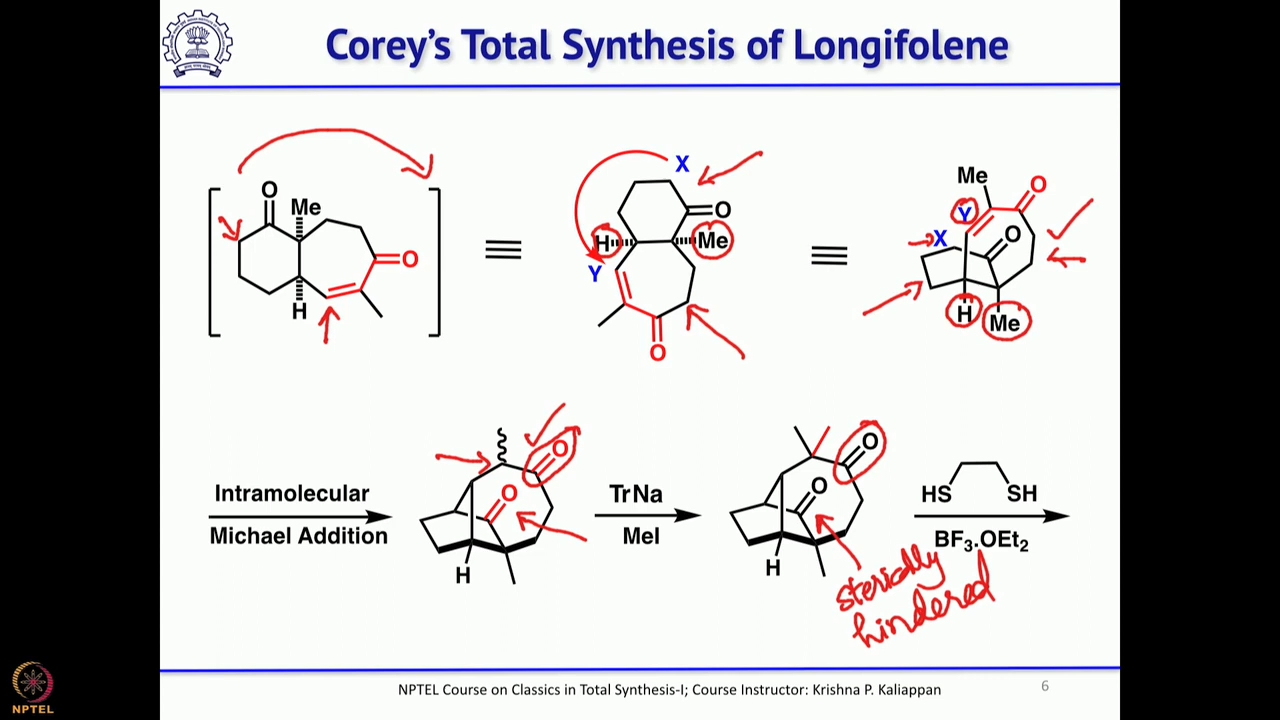 Corey's Total Synthesis of Longifolene
O
Me
O
H
X
O
H
Me
Y
O
Me
O
Y
X
O
H
Me
Intramolecular
Michael Addition
O
O
H
TrNa
MeI
O
O
H
sterically
hindered
HS
SH
BF₃.OEt₂
NPTEL
NPTEL Course on Classics in Total Synthesis-I; Course Instructor: Krishna P. Kaliappan
6